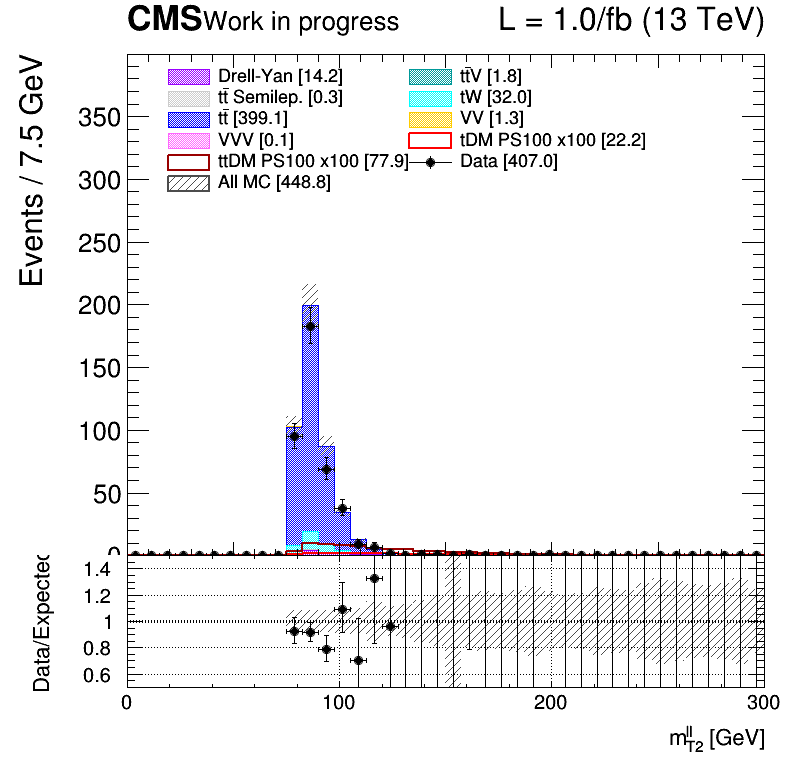 CMS Work in progress L = 1.0/fb (13 TeV)
Drell-Yan [14.2] tt̄V [1.8]
tt̄ Semilep. [0.3] tW [32.0]
tt̄ [399.1] VV [1.3]
VVV [0.1] tDM PS100 x100 [22.2]
ttDM PS100 x100 [77.9] Data [407.0]
All MC [448.8]
Events / 7.5 GeV
350
300
250
200
150
100
50
0
Data/Expected
1.4
1.2
1
0.8
0.6
0 100 200 300
m_T2^ll [GeV]